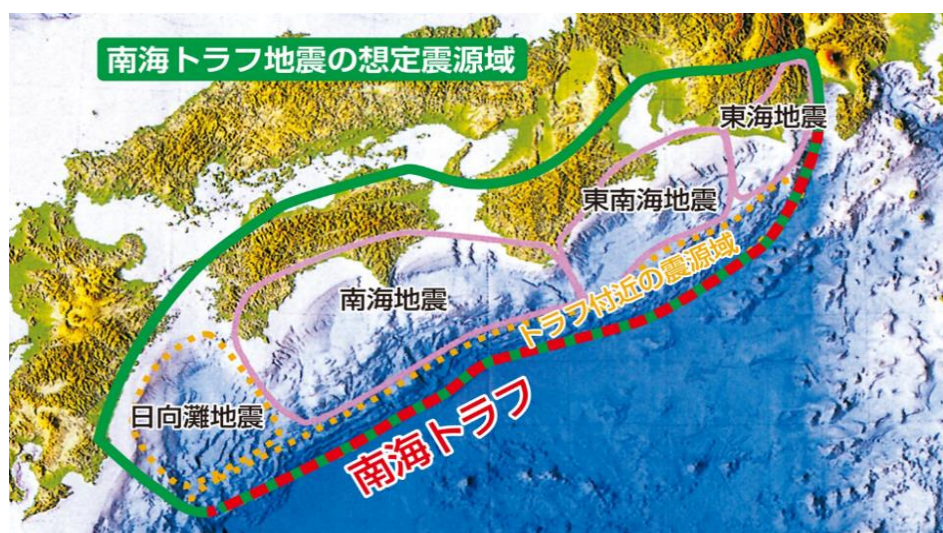 南海トラフ地震の想定震源域
東海地震
東南海地震
トラフ付近の震源域
南海地震
日向灘地震
南海トラフ